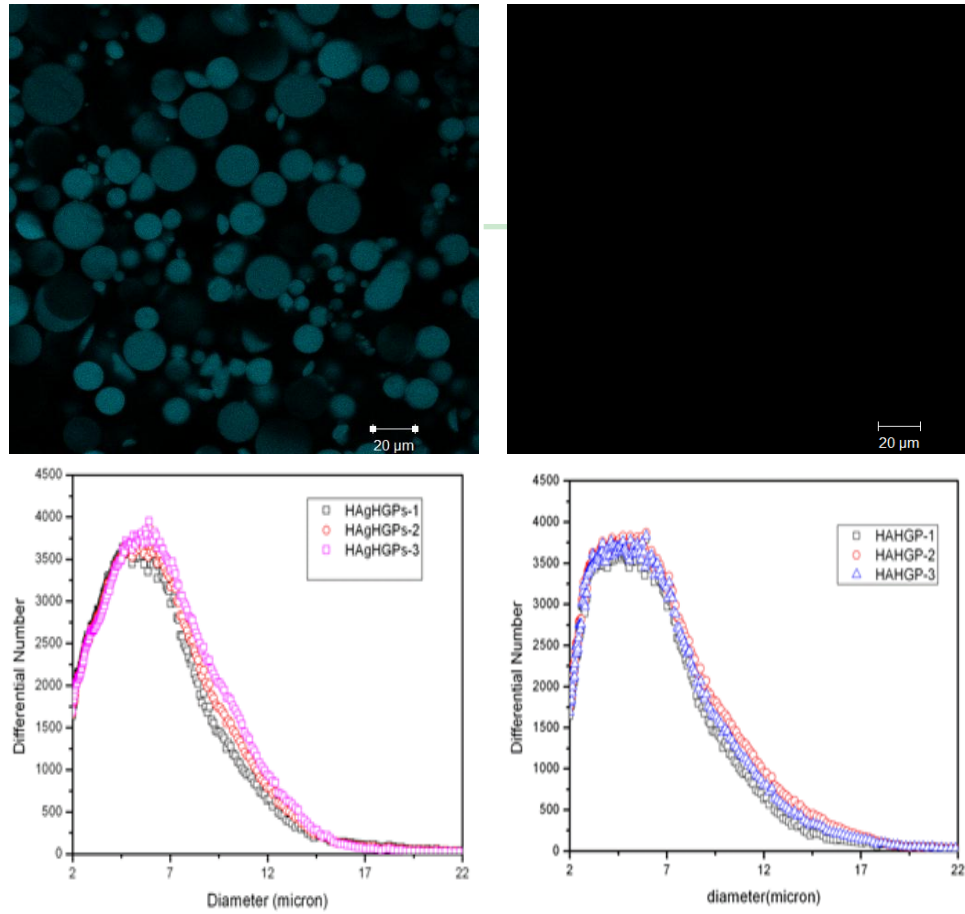 20 µm
20 µm
4500
4000
3500
3000
2500
2000
1500
1000
500
0
Differential Number
HAgHGPs-1
HAgHGPs-2
HAgHGPs-3
2
7
12
17
22
Diameter (micron)
4500
4000
3500
3000
2500
2000
1500
1000
500
0
Differential Number
HAHGP-1
HAHGP-2
HAHGP-3
2
7
12
17
22
diameter(micron)